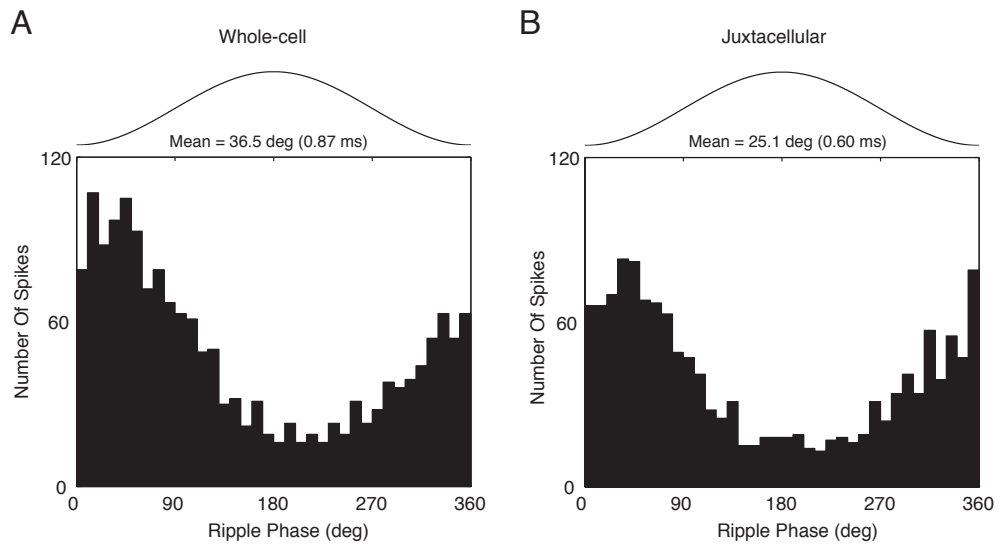 A
Whole-cell
Mean = 36.5 deg (0.87 ms)
120
60
0
Number Of Spikes
0 90 180 270 360
Ripple Phase (deg)
B
Juxtacellular
Mean = 25.1 deg (0.60 ms)
120
60
0
Number Of Spikes
0 90 180 270 360
Ripple Phase (deg)